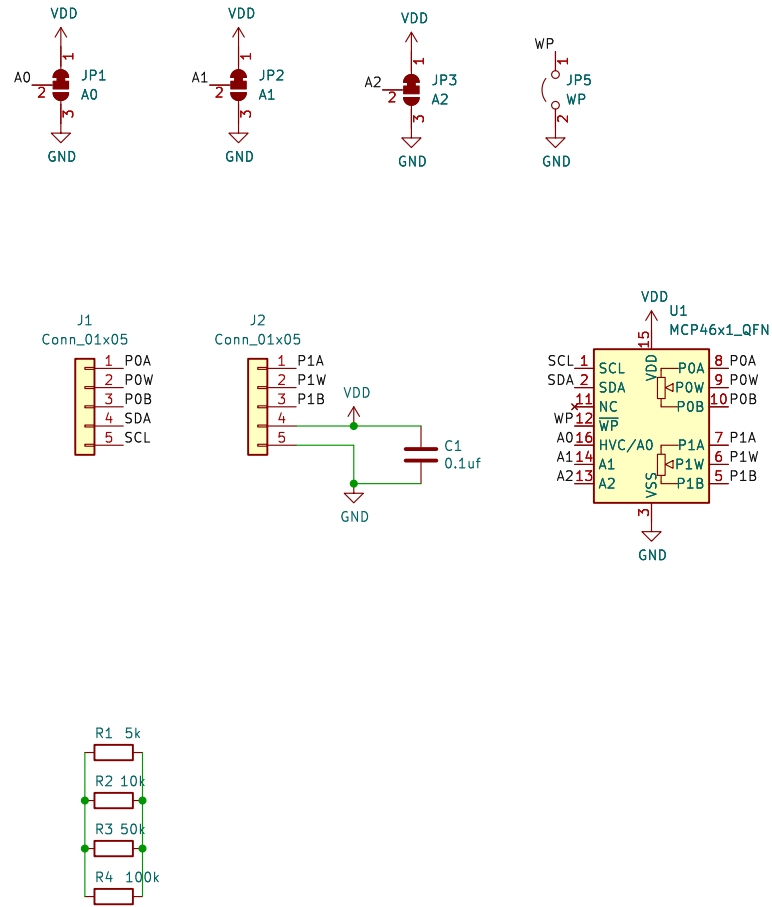 VDD
1
A0
2
JP1
A0
3
GND
VDD
1
A1
2
JP2
A1
3
GND
VDD
1
A2
2
JP3
A2
3
GND
WP
1
JP5
WP
2
GND
J1
Conn_01x05
1 P0A
2 P0W
3 P0B
4 SDA
5 SCL
J2
Conn_01x05
1 P1A
2 P1W
3 P1B
4
5
VDD
C1
0.1uf
GND
VDD
U1
MCP46x1_QFN
15
VDD
SCL 1 SCL
SDA 2 SDA
11 NC
WP 12 WP
A0 16 HVC/A0
A1 14 A1
A2 13 A2
P0A 8 P0A
P0W 9 P0W
P0B 10 P0B
P1A 7 P1A
P1W 6 P1W
P1B 5 P1B
VSS
3
GND
R1 5k
R2 10k
R3 50k
R4 100k